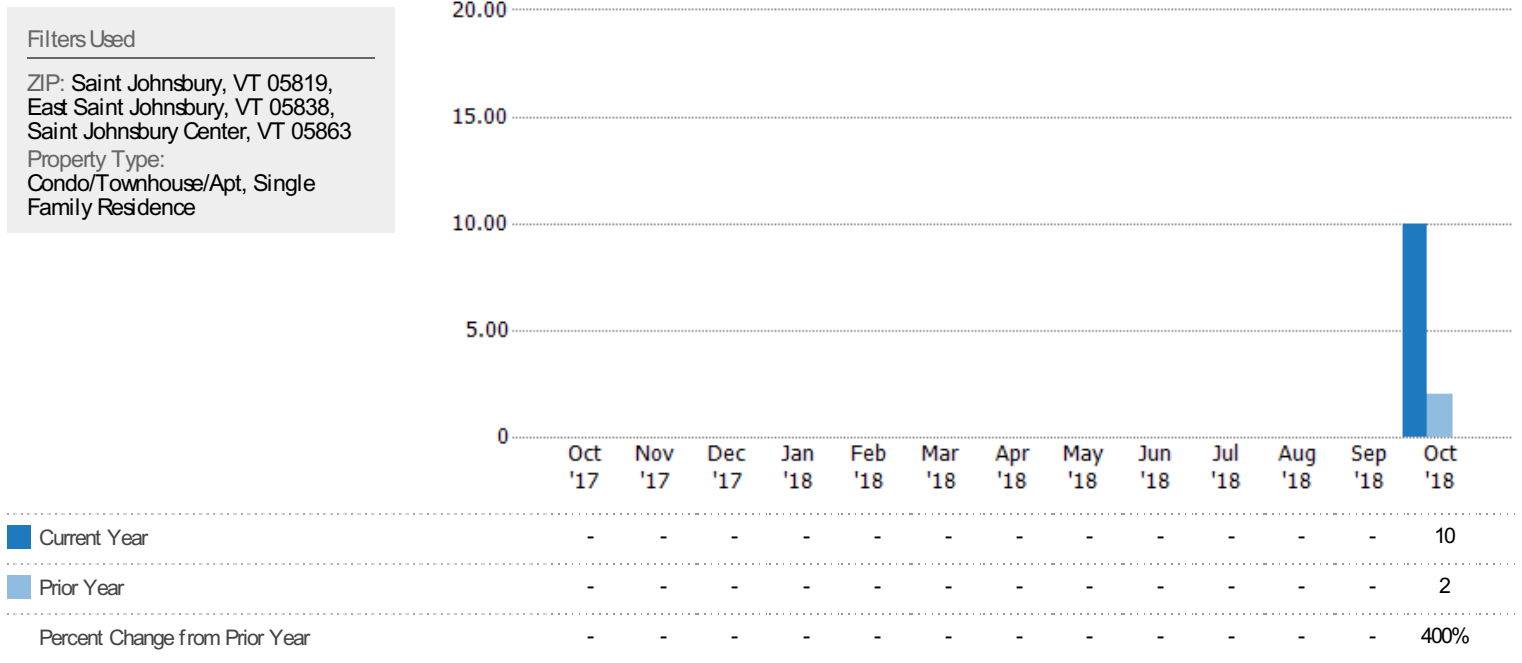 Filters Used
ZIP: Saint Johnsbury, VT 05819,
East Saint Johnsbury, VT 05838,
Saint Johnsbury Center, VT 05863
Property Type:
Condo/Townhouse/Apt, Single
Family Residence
20.00
15.00
10.00
5.00
0
Oct Nov Dec Jan Feb Mar Apr May Jun Jul Aug Sep Oct
'17 '17 '17 '18 '18 '18 '18 '18 '18 '18 '18 '18 '18
Current Year - - - - - - - - - - - - 10
Prior Year - - - - - - - - - - - - 2
Percent Change from Prior Year - - - - - - - - - - - - 400%